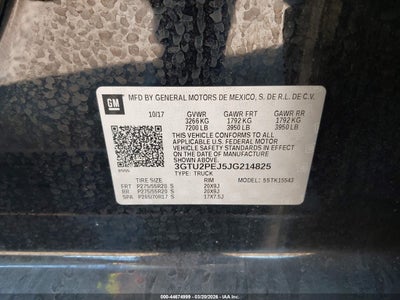 GM
MFD BY GENERAL MOTORS DE MEXICO, S. DE R.L. DE C.V.
10/17 GVWR GAWR FRT GAWR RR
3266 KG 1792 KG 1792 KG
7200 LB 3950 LB 3950 LB
THIS VEHICLE CONFORMS TO ALL
APPLICABLE U.S. FEDERAL MOTOR
VEHICLE SAFETY STANDARDS IN EFFECT ON
THE DATE OF MANUFACTURE SHOWN ABOVE.
3GTU2PEJ5JG214825
TYPE: TRUCK
TIRE SIZE RIM MODEL: 5STK15543
FRT P275/55R20 S 20X9J
RR P275/55R20 S 20X9J
SPA P265/70R17 S 17X7.5J
000-44674999 - 03/29/2026 - IAA Inc.